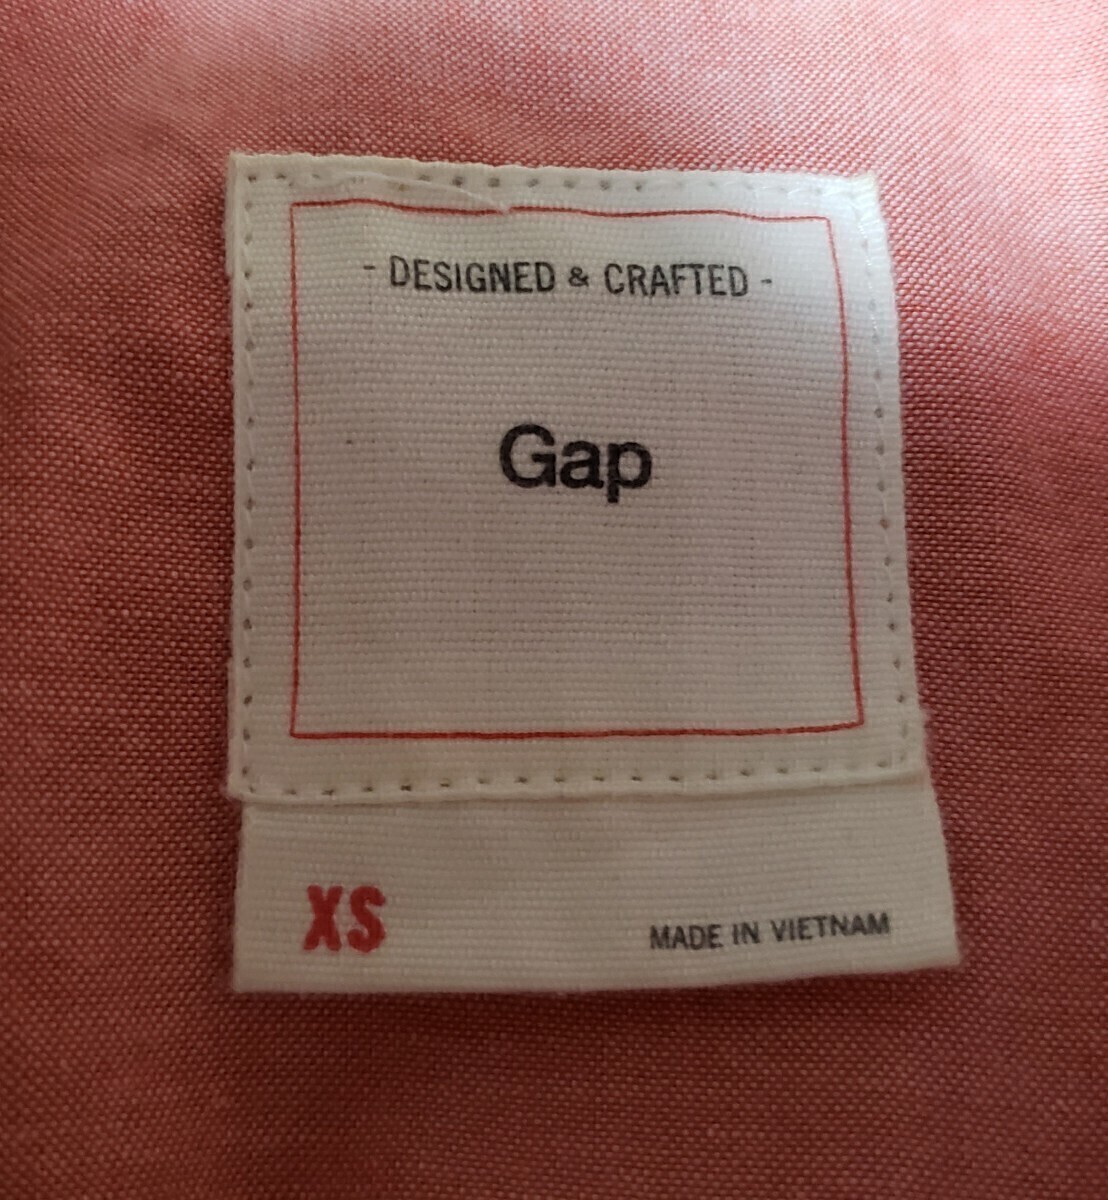 - DESIGNED & CRAFTED -
Gap
XS
MADE IN VIETNAM